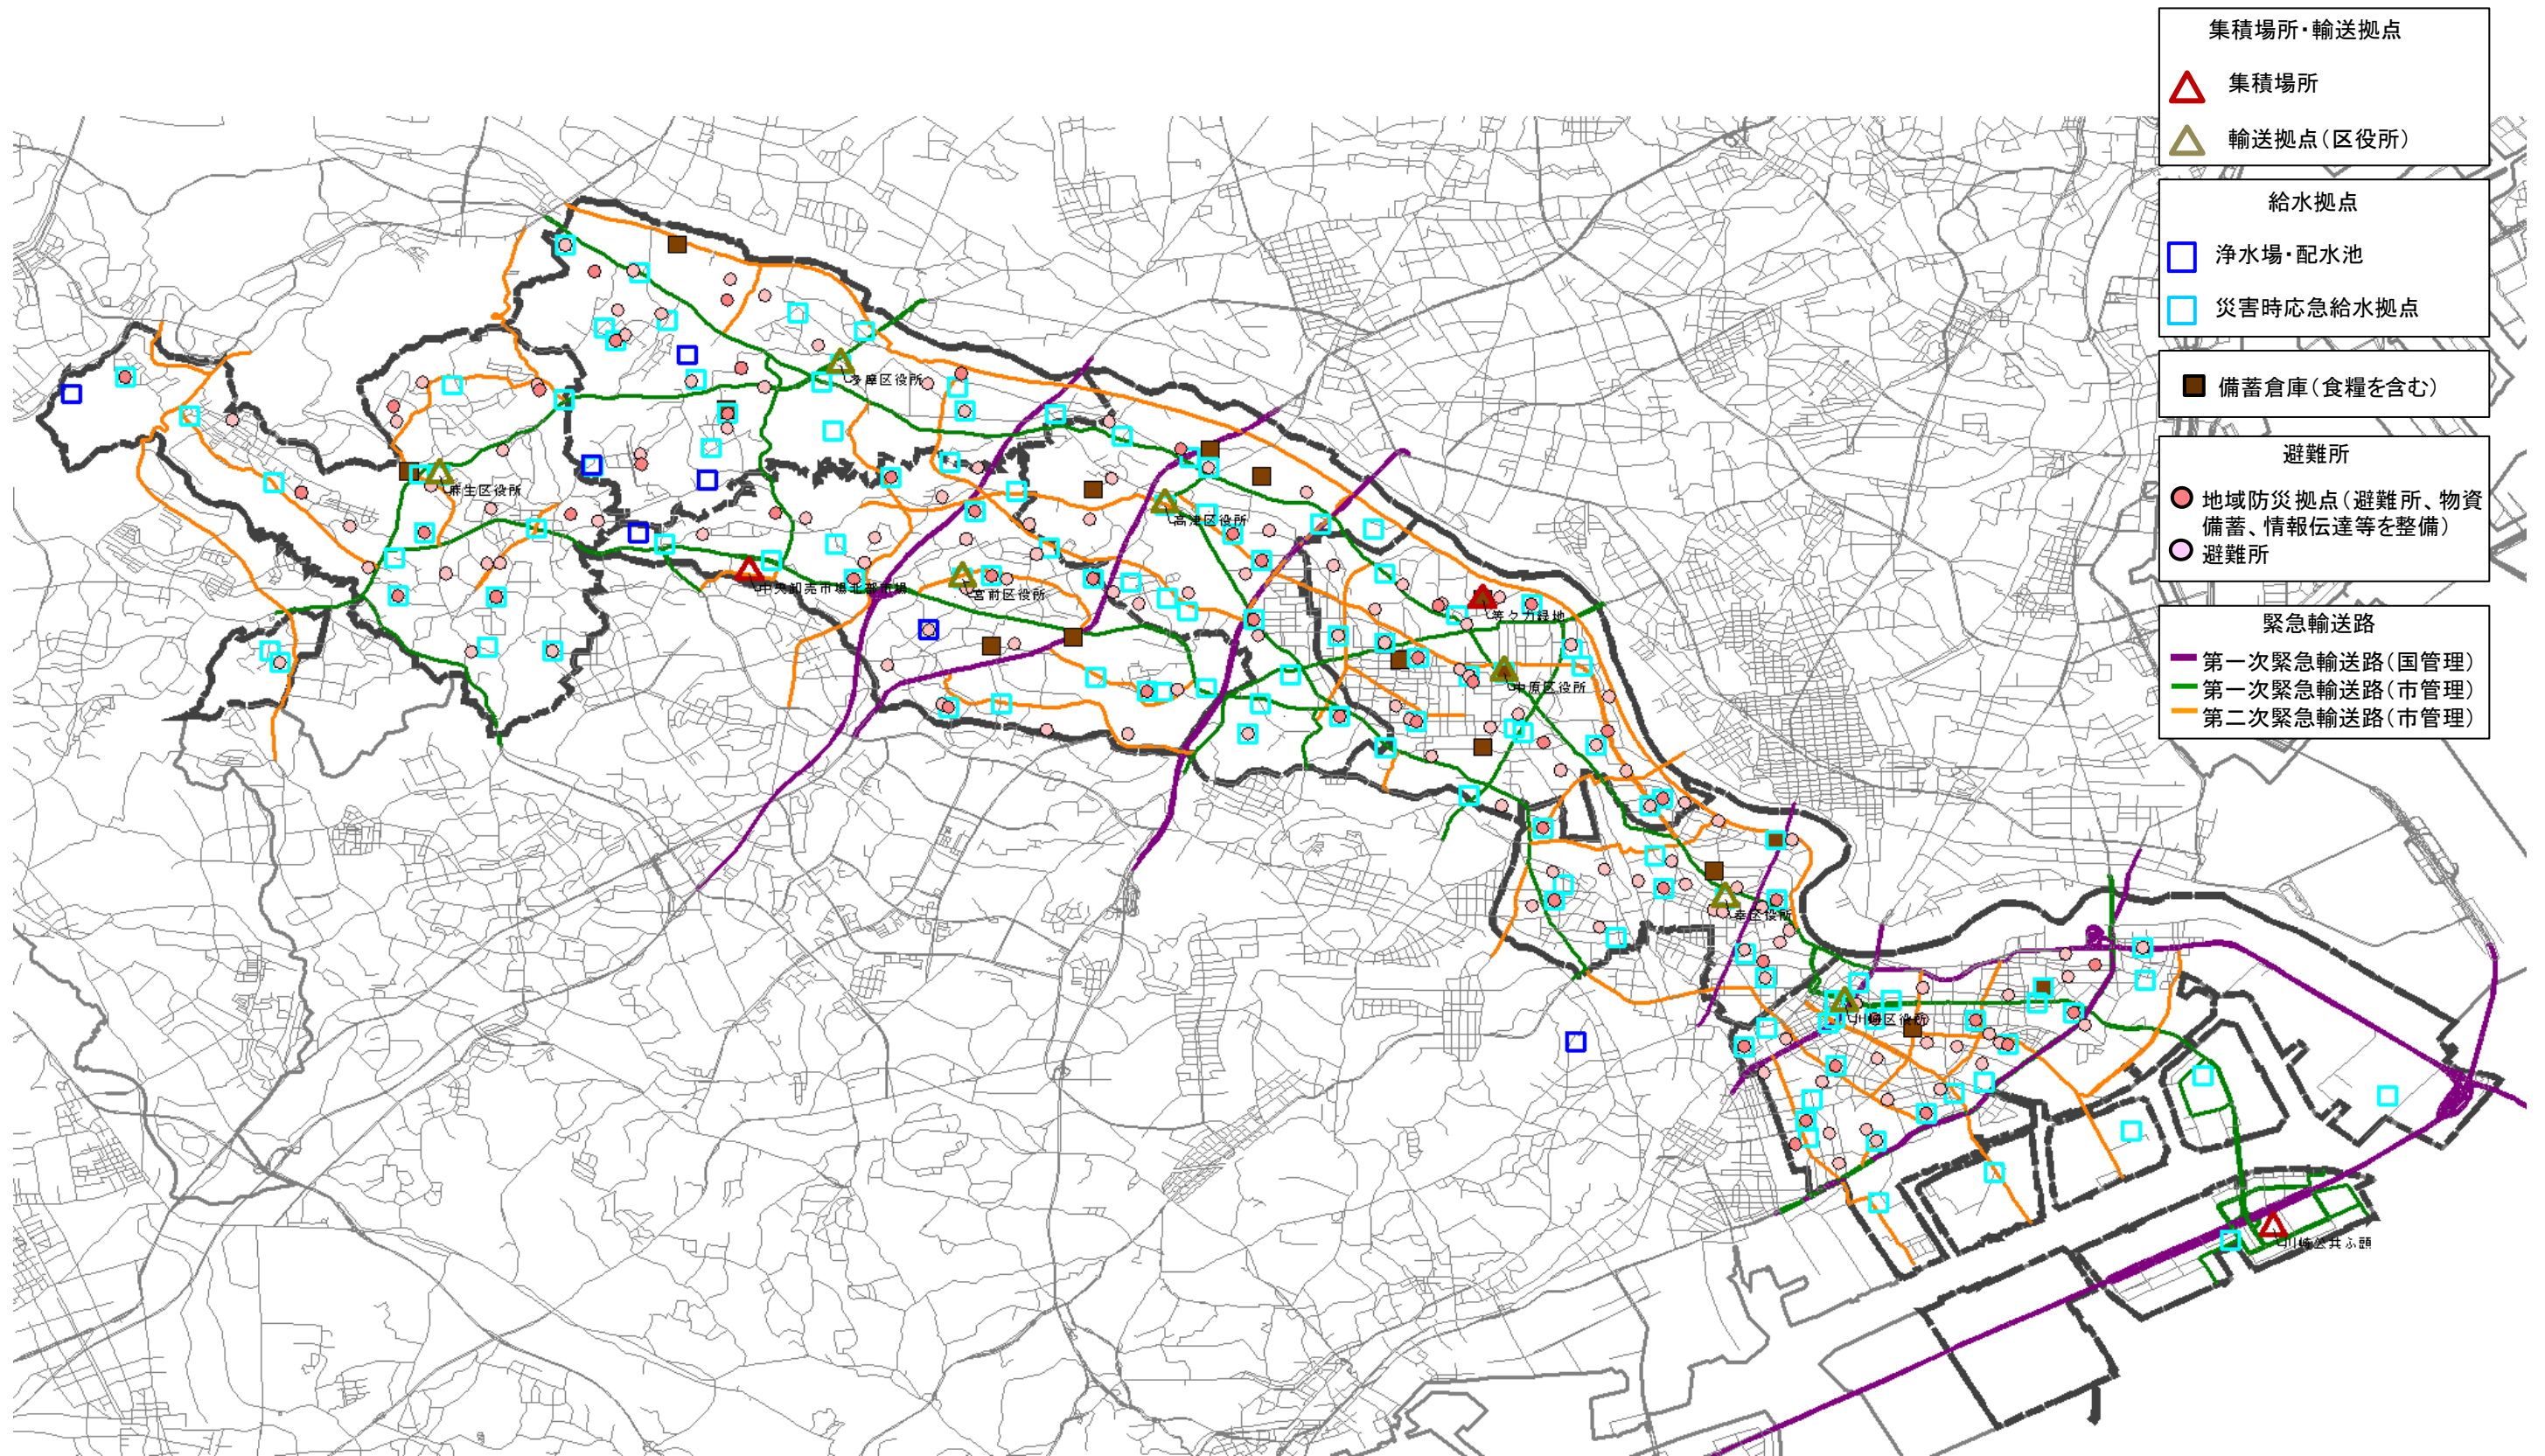 集積場所・輸送拠点
集積場所
輸送拠点（区役所）
給水拠点
浄水場・配水池
災害時応急給水拠点
備蓄倉庫（食糧を含む）
避難所
地域防災拠点（避難所、物資
備蓄、情報伝達等を整備）
避難所
緊急輸送路
第一次緊急輸送路（国管理）
第一次緊急輸送路（市管理）
第二次緊急輸送路（市管理）
多摩区役所
麻生区役所
高津区役所
中央卸売市場北部市場
宮前区役所
等々力緑地
中原区役所
幸区役所
川崎区役所
川崎公共ふ頭